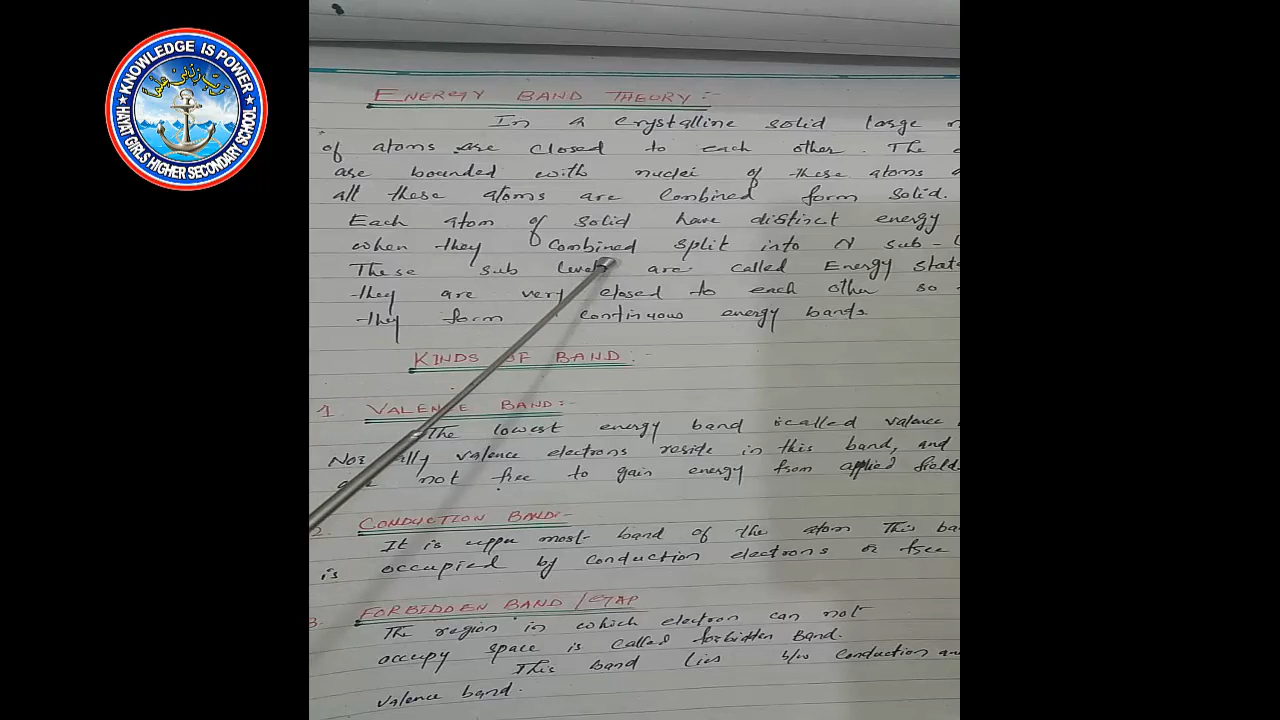 KNOWLEDGE IS POWER
HAYAT GIRLS HIGHER SECONDARY SCHOOL
ENERGY BAND THEORY:-
In a crystalline solid large
of atoms are closed to each other. The
are bounded with nuclei of these atoms
all these atoms are combined form solid.
Each atom of solid have distinct energy
when they combined split into N sub-
These sub levels are called Energy
they are very closed to each other so
they form continuous energy bands.
KINDS OF BAND:-
1. VALENCE BAND:-
The lowest energy band is called valence
valence electrons reside in this band, and
not free to gain energy from applied field
2. CONDUCTION BAND:-
It is upper most band of the atom This
is occupied by conduction electrons or free
3. FORBIDDEN BAND /GAP
The region in which electron can not
occupy space is called forbidden Band.
This band lies b/w conduction
valence band.